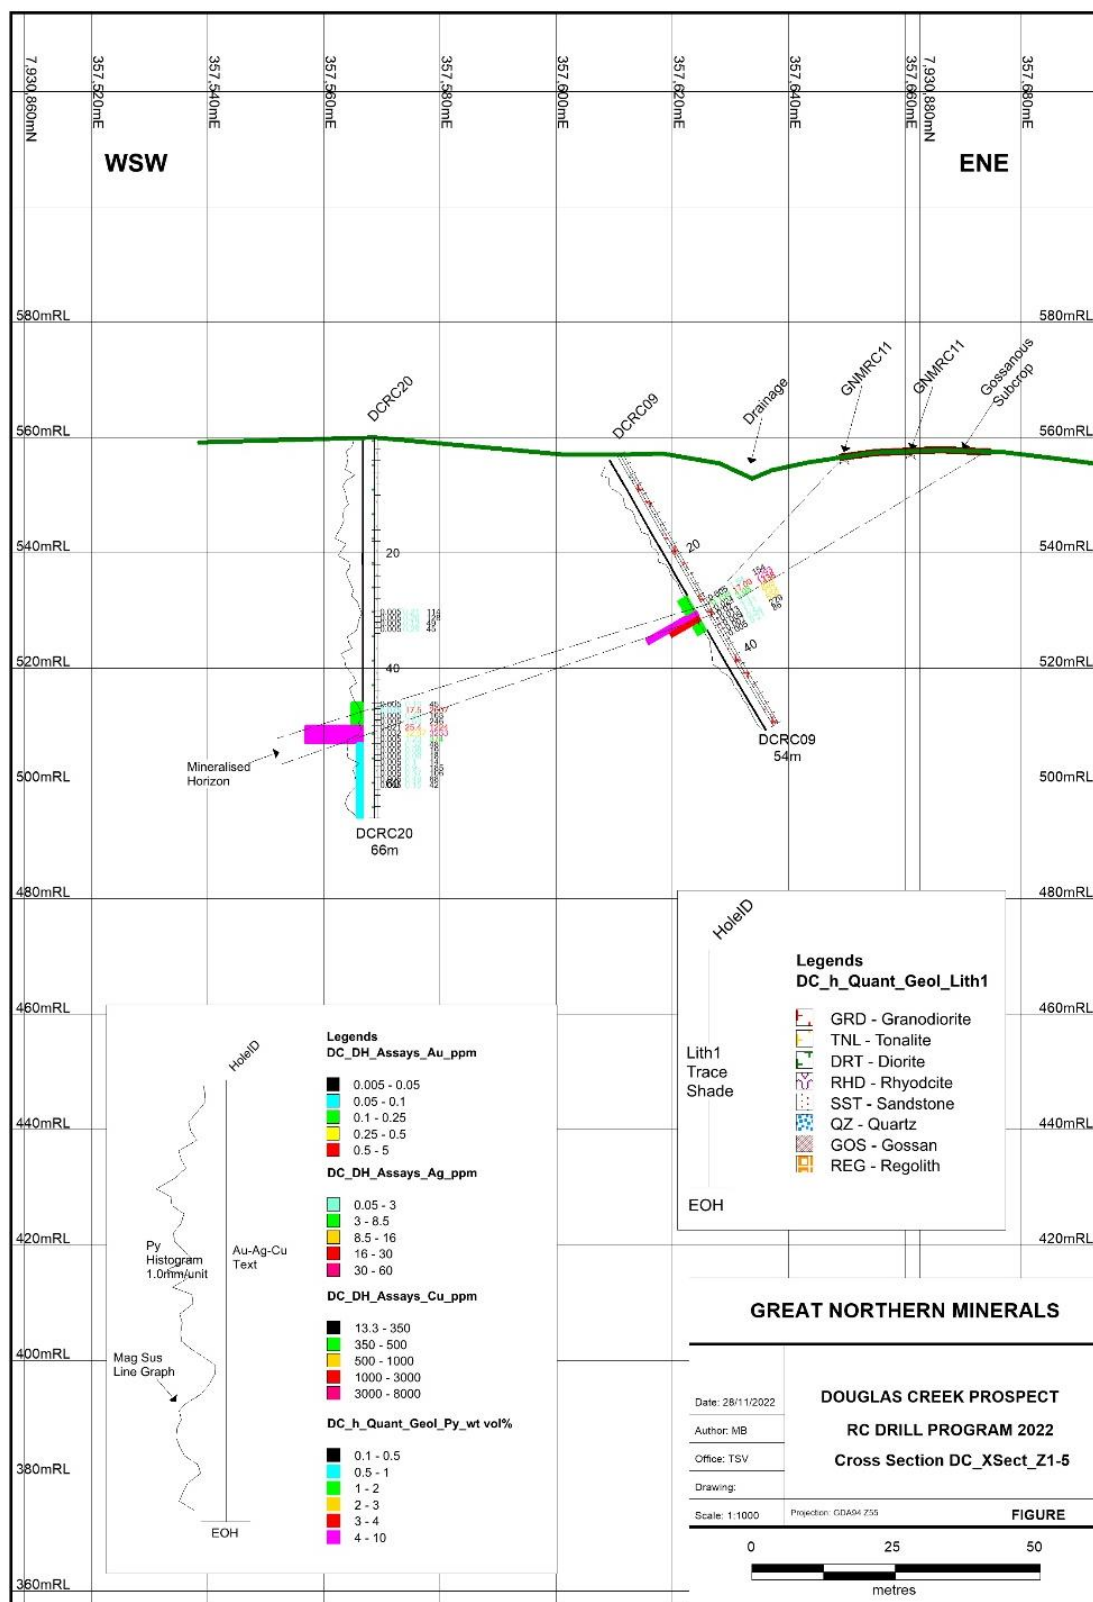 7,930,860mN
357,520mE
357,540mE
357,560mE
357,580mE
357,600mE
357,620mE
357,640mE
357,660mE
7,930,880mN
357,680mE
WSW
ENE
580mRL
580mRL
DCRC20
DCRC09
Drainage
GNMRC11
GNMRC11
Gossanous
Subcrop
560mRL
560mRL
540mRL
540mRL
20
20
17.09
154
520mRL
520mRL
40
40
17.5
25.4
Mineralised
Horizon
500mRL
500mRL
60
DCRC09
54m
DCRC20
66m
480mRL
480mRL
HoleID
Legends
DC_h_Quant_Geol_Lith1
GRD - Granodiorite
TNL - Tonalite
DRT - Diorite
RHD - Rhyodcite
SST - Sandstone
QZ - Quartz
GOS - Gossan
REG - Regolith
Lith1
Trace
Shade
EOH
460mRL
460mRL
440mRL
440mRL
420mRL
420mRL
400mRL
380mRL
360mRL
HoleID
Py
Histogram
1.0mm/unit
Au-Ag-Cu
Text
Mag Sus
Line Graph
EOH
Legends
DC_DH_Assays_Au_ppm
0.005 - 0.05
0.05 - 0.1
0.1 - 0.25
0.25 - 0.5
0.5 - 5
DC_DH_Assays_Ag_ppm
0.05 - 3
3 - 8.5
8.5 - 16
16 - 30
30 - 60
DC_DH_Assays_Cu_ppm
13.3 - 350
350 - 500
500 - 1000
1000 - 3000
3000 - 8000
DC_h_Quant_Geol_Py_wt vol%
0.1 - 0.5
0.5 - 1
1 - 2
2 - 3
3 - 4
4 - 10
GREAT NORTHERN MINERALS
Date: 28/11/2022
Author: MB
Office: TSV
Drawing:
Scale: 1:1000
DOUGLAS CREEK PROSPECT
RC DRILL PROGRAM 2022
Cross Section DC_XSect_Z1-5
Projection: GDA94 Z55
FIGURE
0 25 50
metres